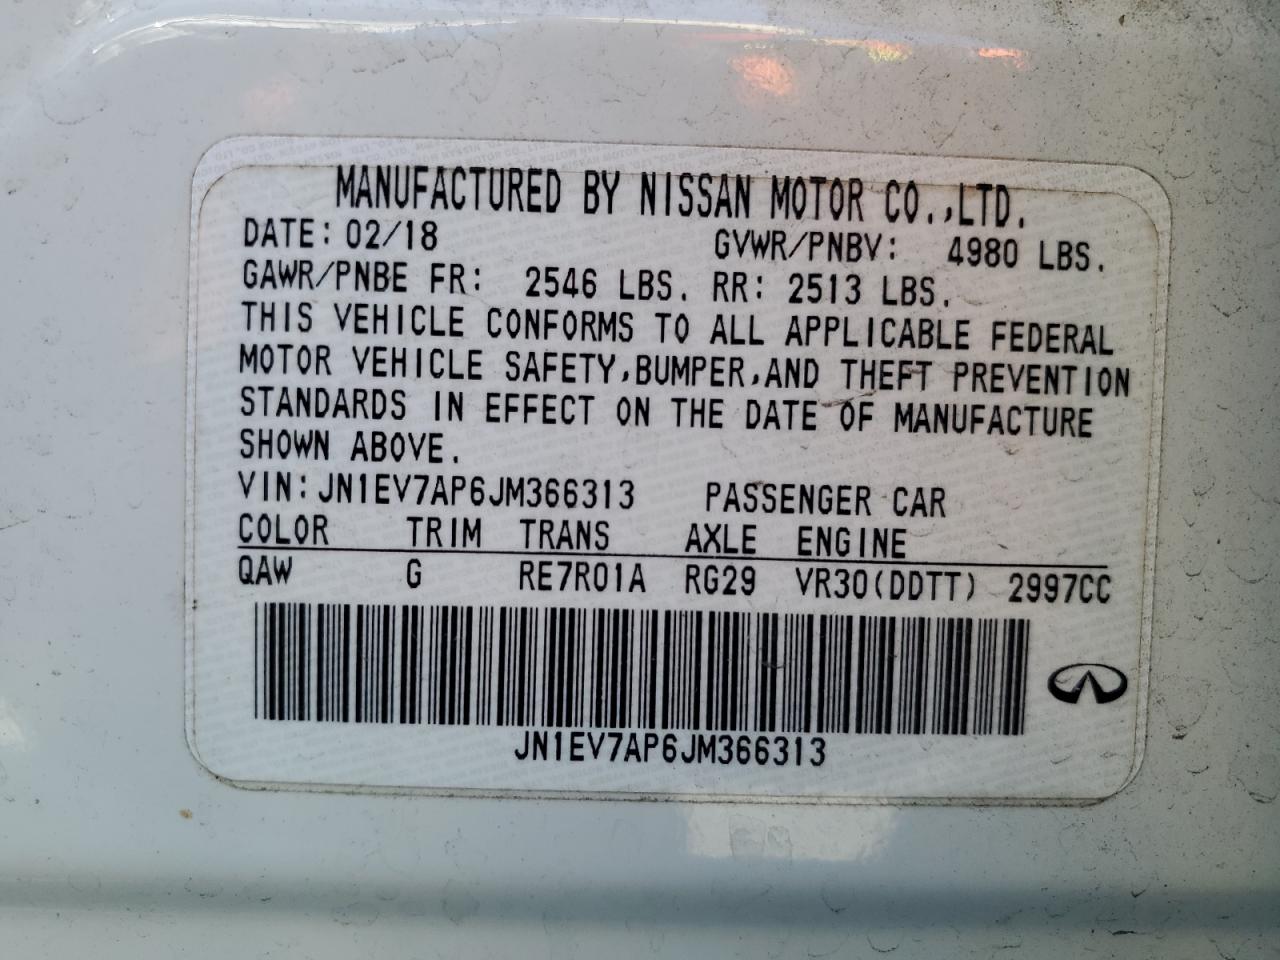 MANUFACTURED BY NISSAN MOTOR CO.,LTD.
DATE: 02/18 GVWR/PNBV: 4980 LBS.
GAWR/PNBE FR: 2546 LBS. RR: 2513 LBS.
THIS VEHICLE CONFORMS TO ALL APPLICABLE FEDERAL
MOTOR VEHICLE SAFETY,BUMPER,AND THEFT PREVENTION
STANDARDS IN EFFECT ON THE DATE OF MANUFACTURE
SHOWN ABOVE.
VIN:JN1EV7AP6JM366313 PASSENGER CAR
COLOR TRIM TRANS AXLE ENGINE
QAW G RE7R01A RG29 VR30(DDTT) 2997CC
JN1EV7AP6JM366313